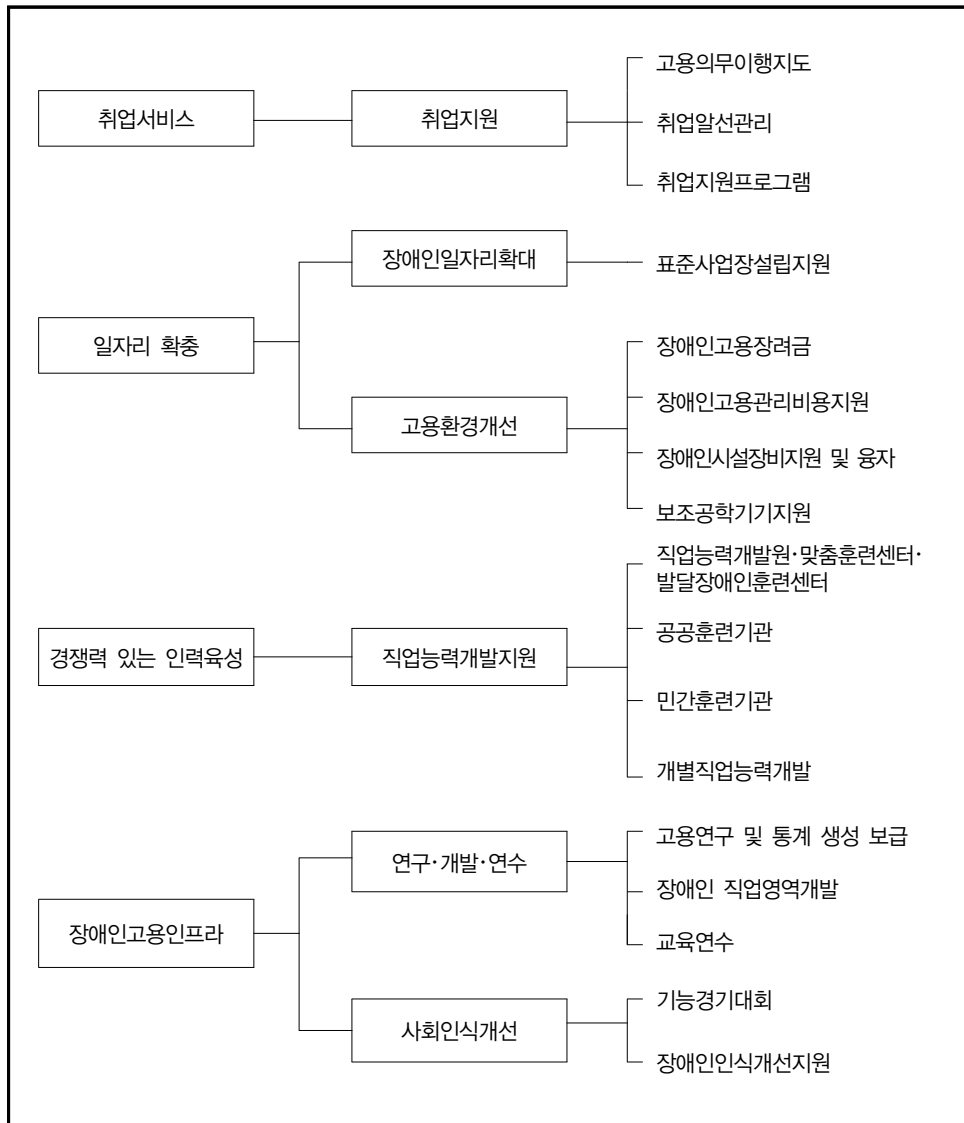 고용의무이행지도
취업서비스
취업지원
취업알선관리
취업지원프로그램
장애인일자리확대
표준사업장설립지원
일자리 확충
장애인고용장려금
고용환경개선
장애인고용관리비용지원
장애인시설장비지원 및 융자
보조공학기기지원
직업능력개발원·맞춤훈련센터·
발달장애인훈련센터
공공훈련기관
경쟁력 있는 인력육성
직업능력개발지원
민간훈련기관
개별직업능력개발
고용연구 및 통계 생성 보급
연구·개발·연수
장애인 직업영역개발
장애인고용인프라
교육연수
기능경기대회
사회인식개선
장애인인식개선지원